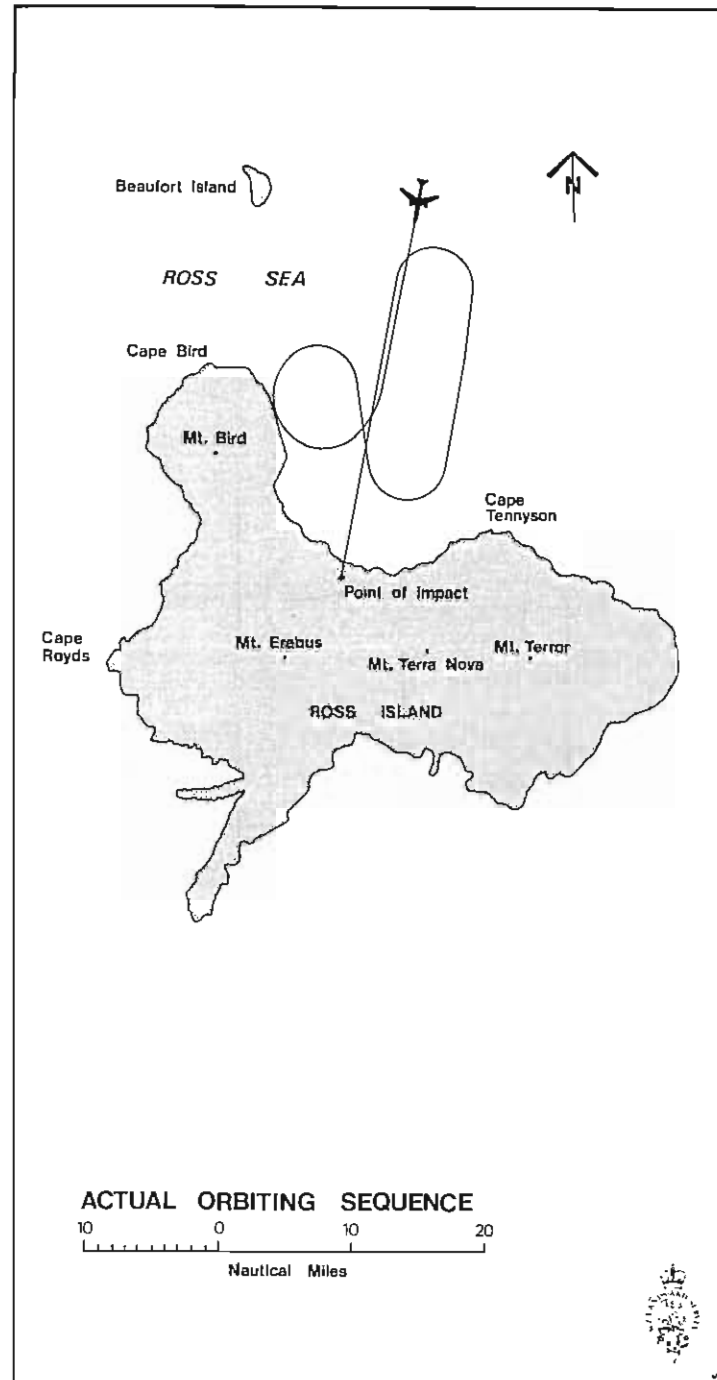 Beaufort Island
N
ROSS SEA
Cape Bird
Mt. Bird
Cape
Tennyson
Point of Impact
Cape
Royds
Mt. Erebus
Mt. Terra Nova
Mt. Terror
ROSS ISLAND
ACTUAL ORBITING SEQUENCE
10 0 10 20
Nautical Miles